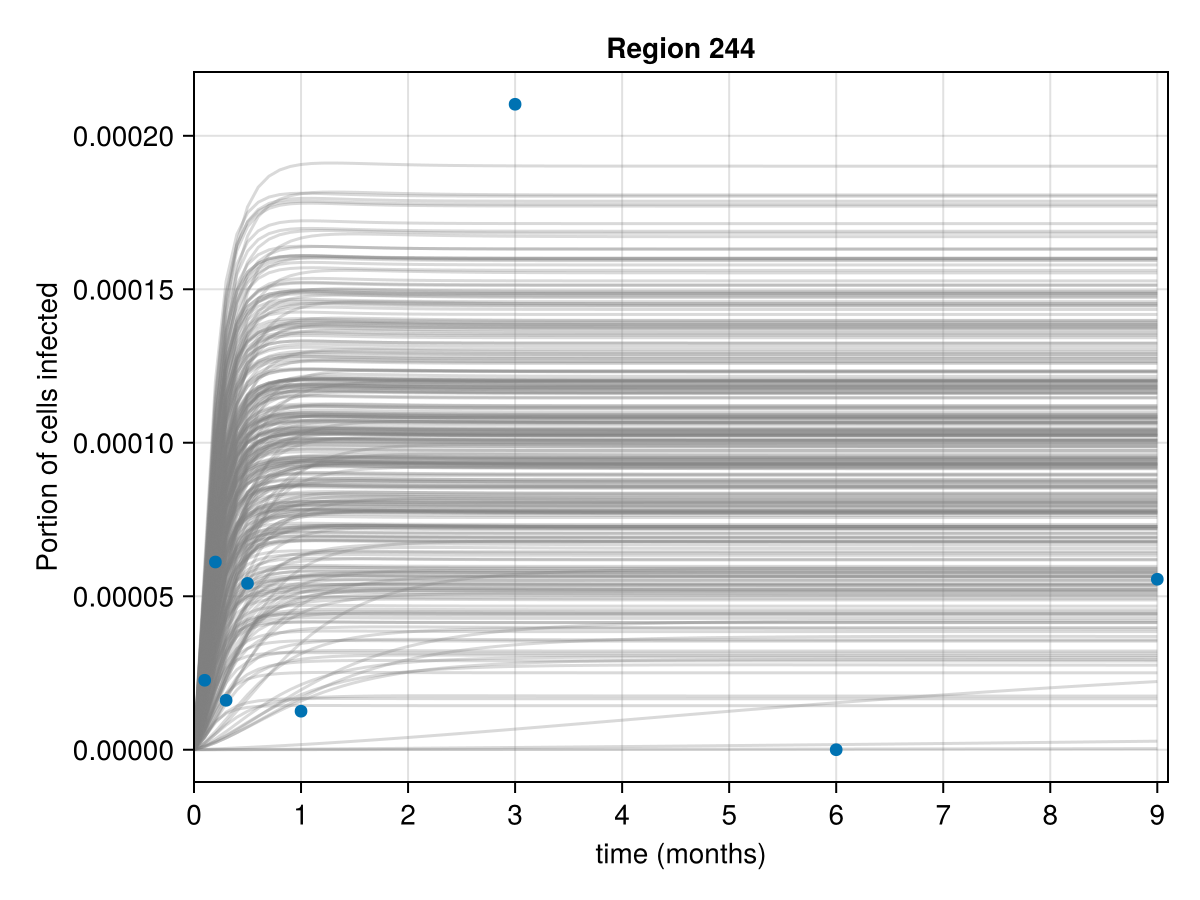 Region 244
Portion of cells infected
0.00020
0.00015
0.00010
0.00005
0.00000
0 1 2 3 4 5 6 7 8 9
time (months)